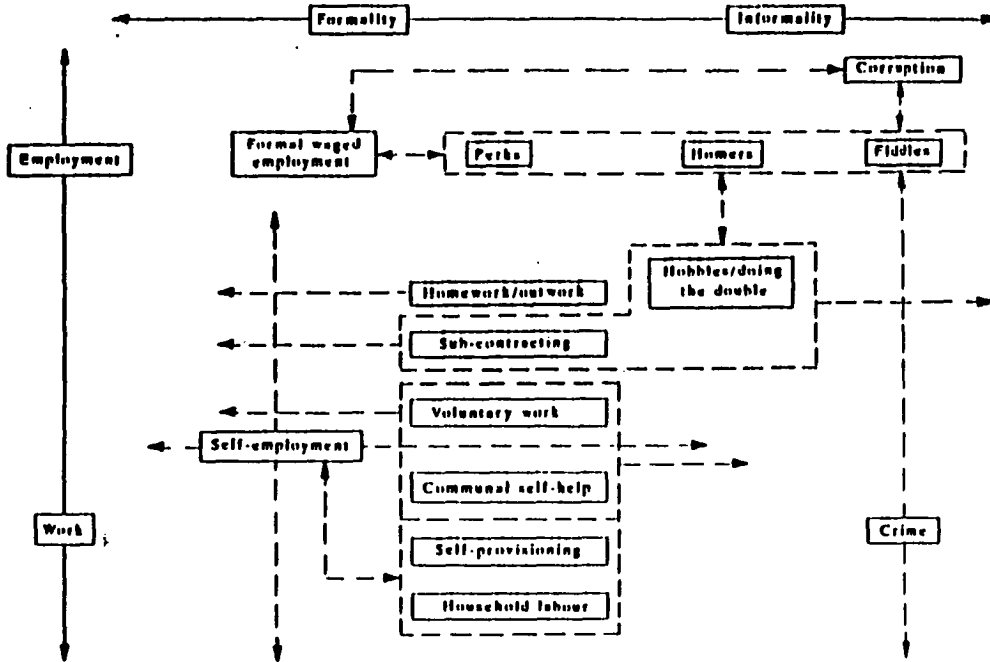 Formality
Informality
Corruption
Employment
Formal waged
employment
Perks
Homers
Fiddles
Hobbles/doing
the double
Homework/outwork
Sub-contracting
Voluntary work
Self-employment
Communal self-help
Work
Crime
Self-provisioning
Household labour